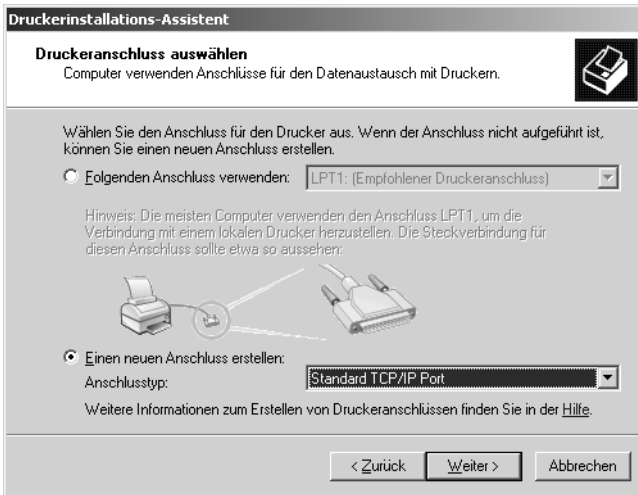 Druckerinstallations-Assistent
Druckeranschluss auswählen
Computer verwenden Anschlüsse für den Datenaustausch mit Druckern.
Wählen Sie den Anschluss für den Drucker aus. Wenn der Anschluss nicht aufgeführt ist,
können Sie einen neuen Anschluss erstellen.
Folgenden Anschluss verwenden: LPT1: (Empfohlener Druckeranschluss)
Hinweis: Die meisten Computer verwenden den Anschluss LPT1, um die
Verbindung mit einem lokalen Drucker herzustellen. Die Steckverbindung für
diesen Anschluss sollte etwa so aussehen:
Einen neuen Anschluss erstellen:
Anschlusstyp: Standard TCP/IP Port
Weitere Informationen zum Erstellen von Druckeranschlüssen finden Sie in der Hilfe.
< Zurück Weiter > Abbrechen